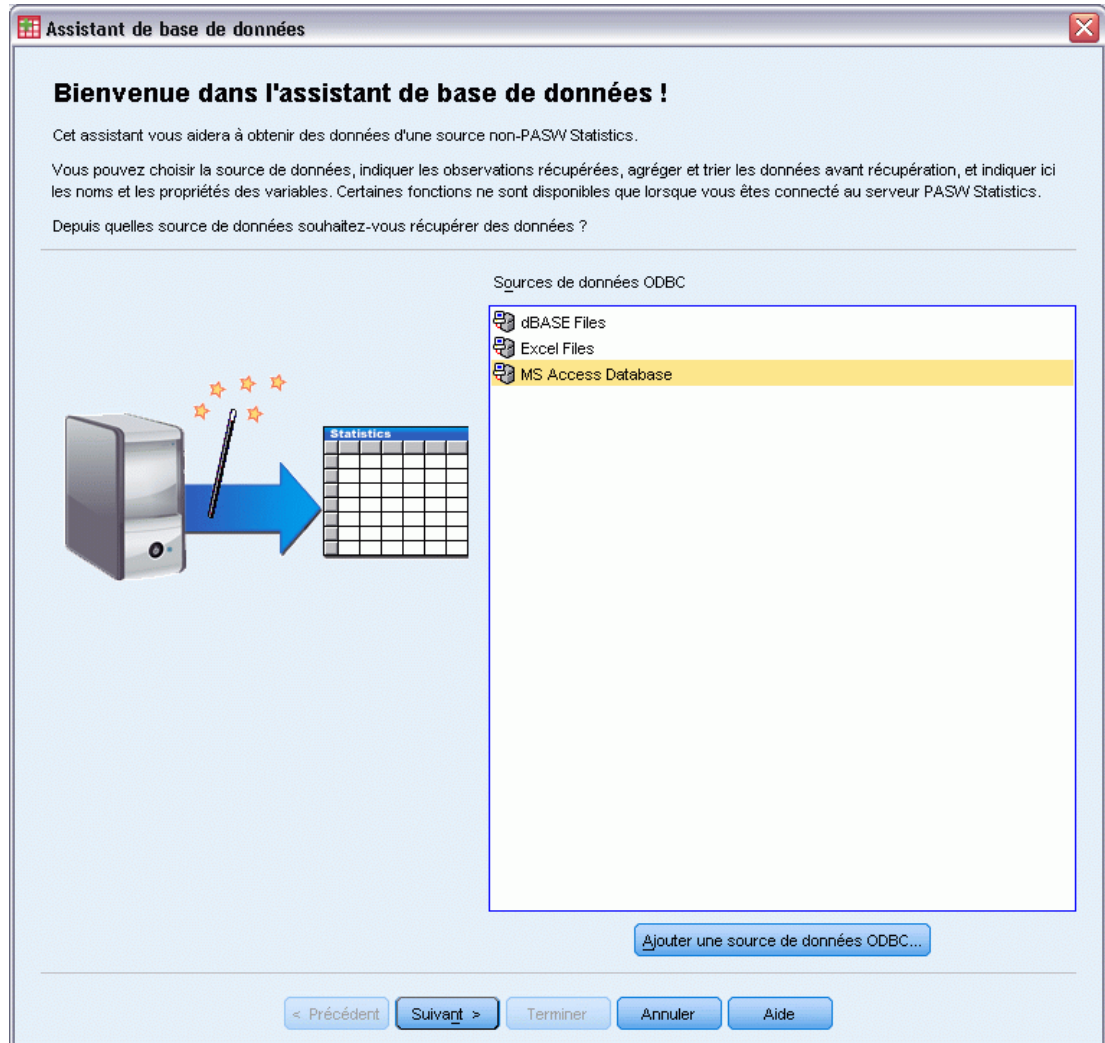 Assistant de base de données
Bienvenue dans l'assistant de base de données !
Cet assistant vous aidera à obtenir des données d'une source non-PASW Statistics.
Vous pouvez choisir la source de données, indiquer les observations récupérées, agréger et trier les données avant récupération, et indiquer ici
les noms et les propriétés des variables. Certaines fonctions ne sont disponibles que lorsque vous êtes connecté au serveur PASW Statistics.
Depuis quelles source de données souhaitez-vous récupérer des données ?
Sources de données ODBC
dBASE Files
Excel Files
MS Access Database
Statistics
Ajouter une source de données ODBC...
< Précédent
Suivant >
Terminer
Annuler
Aide